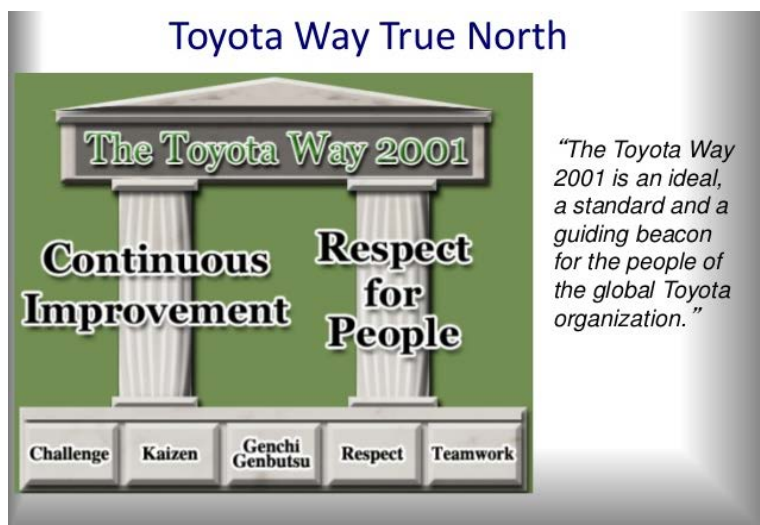 Toyota Way True North
The Toyota Way 2001
Continuous
Improvement
Respect
for
People
Challenge
Kaizen
Genchi
Genbutsu
Respect
Teamwork
“The Toyota Way
2001 is an ideal,
a standard and a
guiding beacon
for the people of
the global Toyota
organization.”